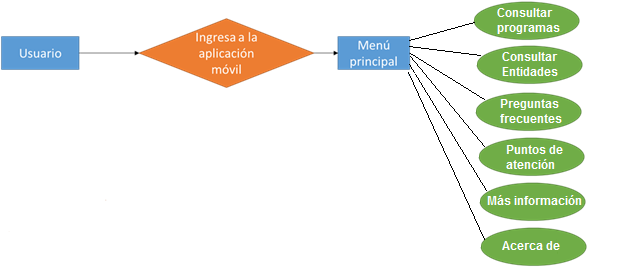 Usuario
Ingresa a la
aplicación
móvil
Menú
principal
Consultar
programas
Consultar
Entidades
Preguntas
frecuentes
Puntos de
atención
Más información
Acerca de